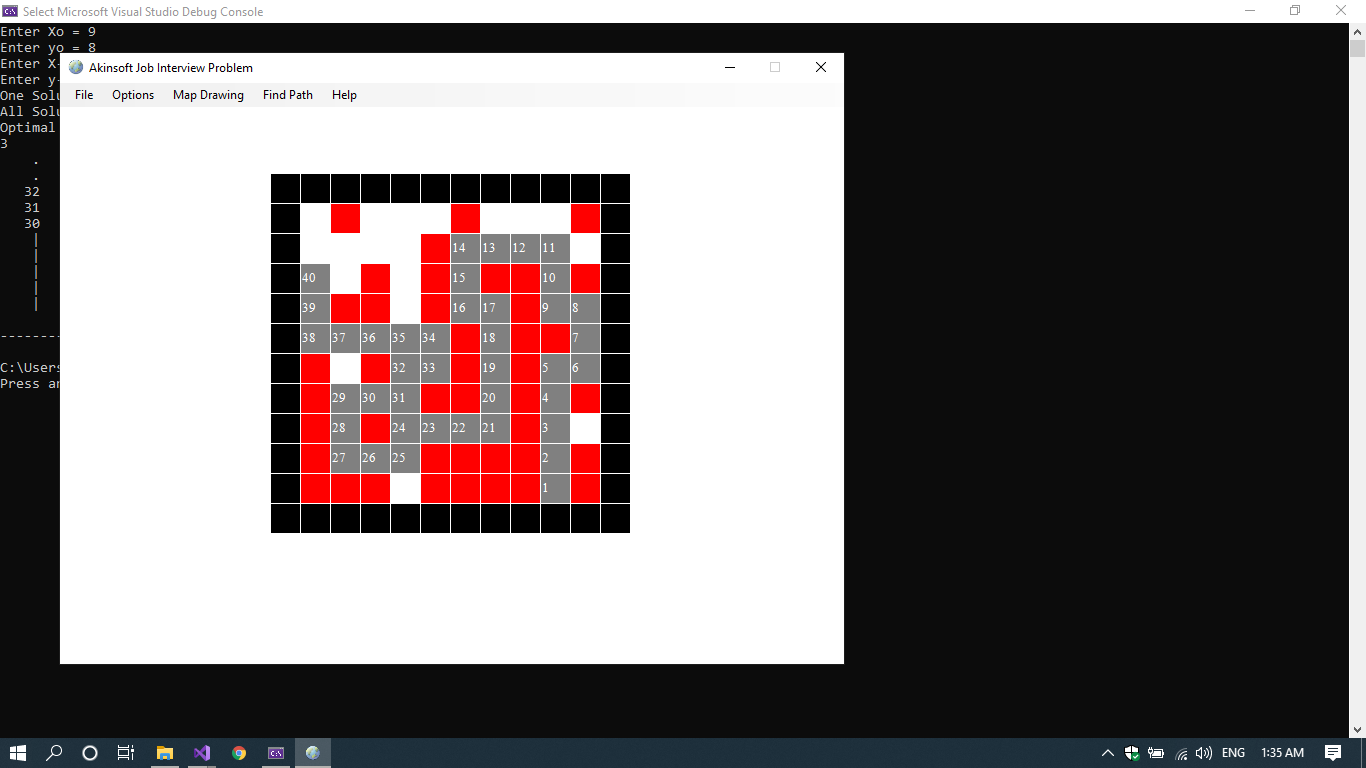 Select Microsoft Visual Studio Debug Console
Enter Xo = 9
Enter yo = 8
Enter X-
Enter y-
One Solu
All Solu
Optimal
3
.
.
32
31
30
|
|
|
|
|
--------
C:\Users
Press an
Akinsoft Job Interview Problem
File Options Map Drawing Find Path Help
14 13 12 11
40 15 10
39 16 17 9 8
38 37 36 35 34 18 7
32 33 19 5 6
29 30 31 20 4
28 24 23 22 21 3
27 26 25 2
1
ENG 1:35 AM